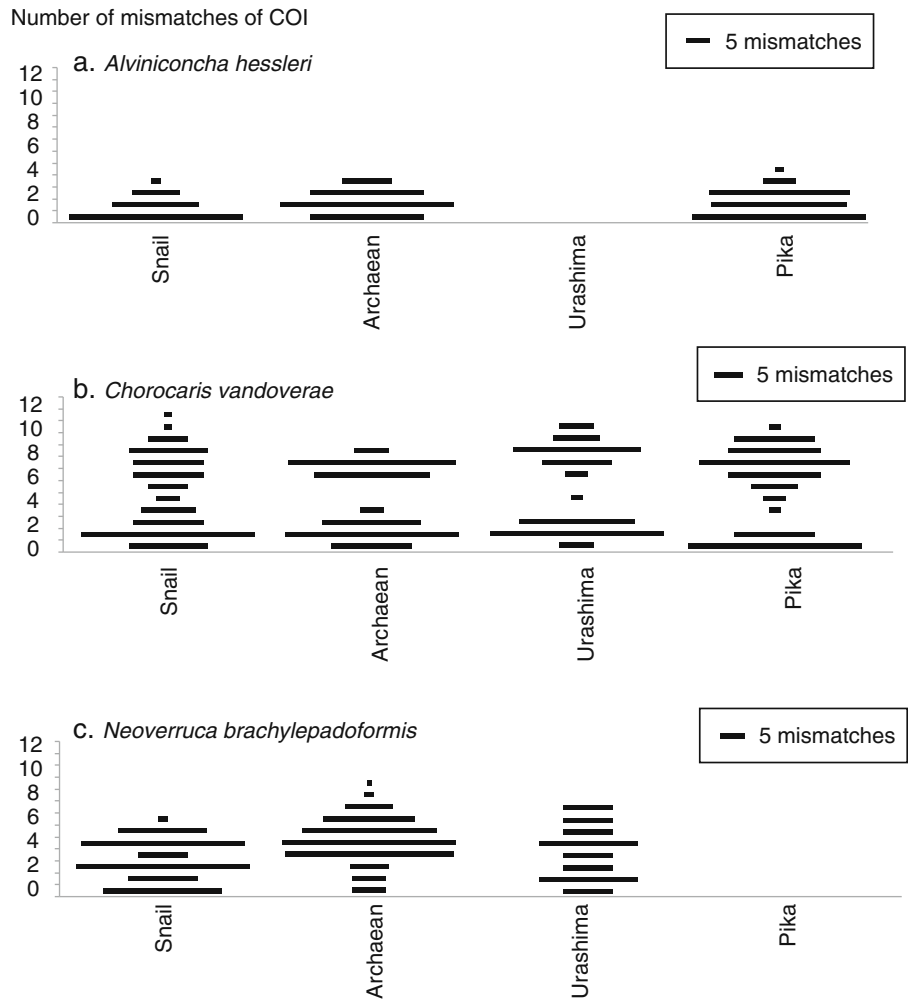 Number of mismatches of COI
5 mismatches
a. Alviniconcha hessleri
12
10
8
6
4
2
0
Snail
Archaean
Urashima
Pika
5 mismatches
b. Chorocaris vandoverae
12
10
8
6
4
2
0
Snail
Archaean
Urashima
Pika
5 mismatches
c. Neoverruca brachylepadoformis
12
10
8
6
4
2
0
Snail
Archaean
Urashima
Pika